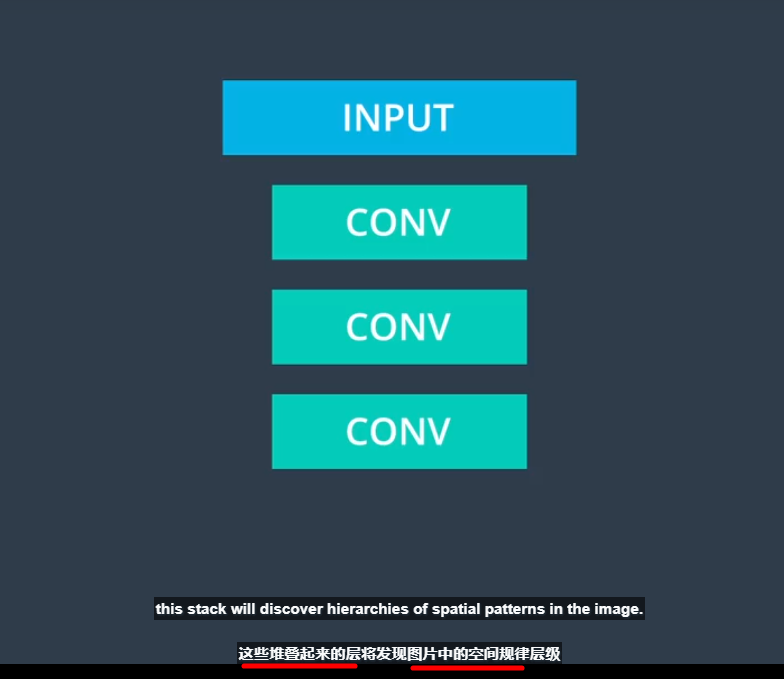 INPUT
CONV
CONV
CONV
this stack will discover hierarchies of spatial patterns in the image.
这些堆叠起来的层将发现图片中的空间规律层级